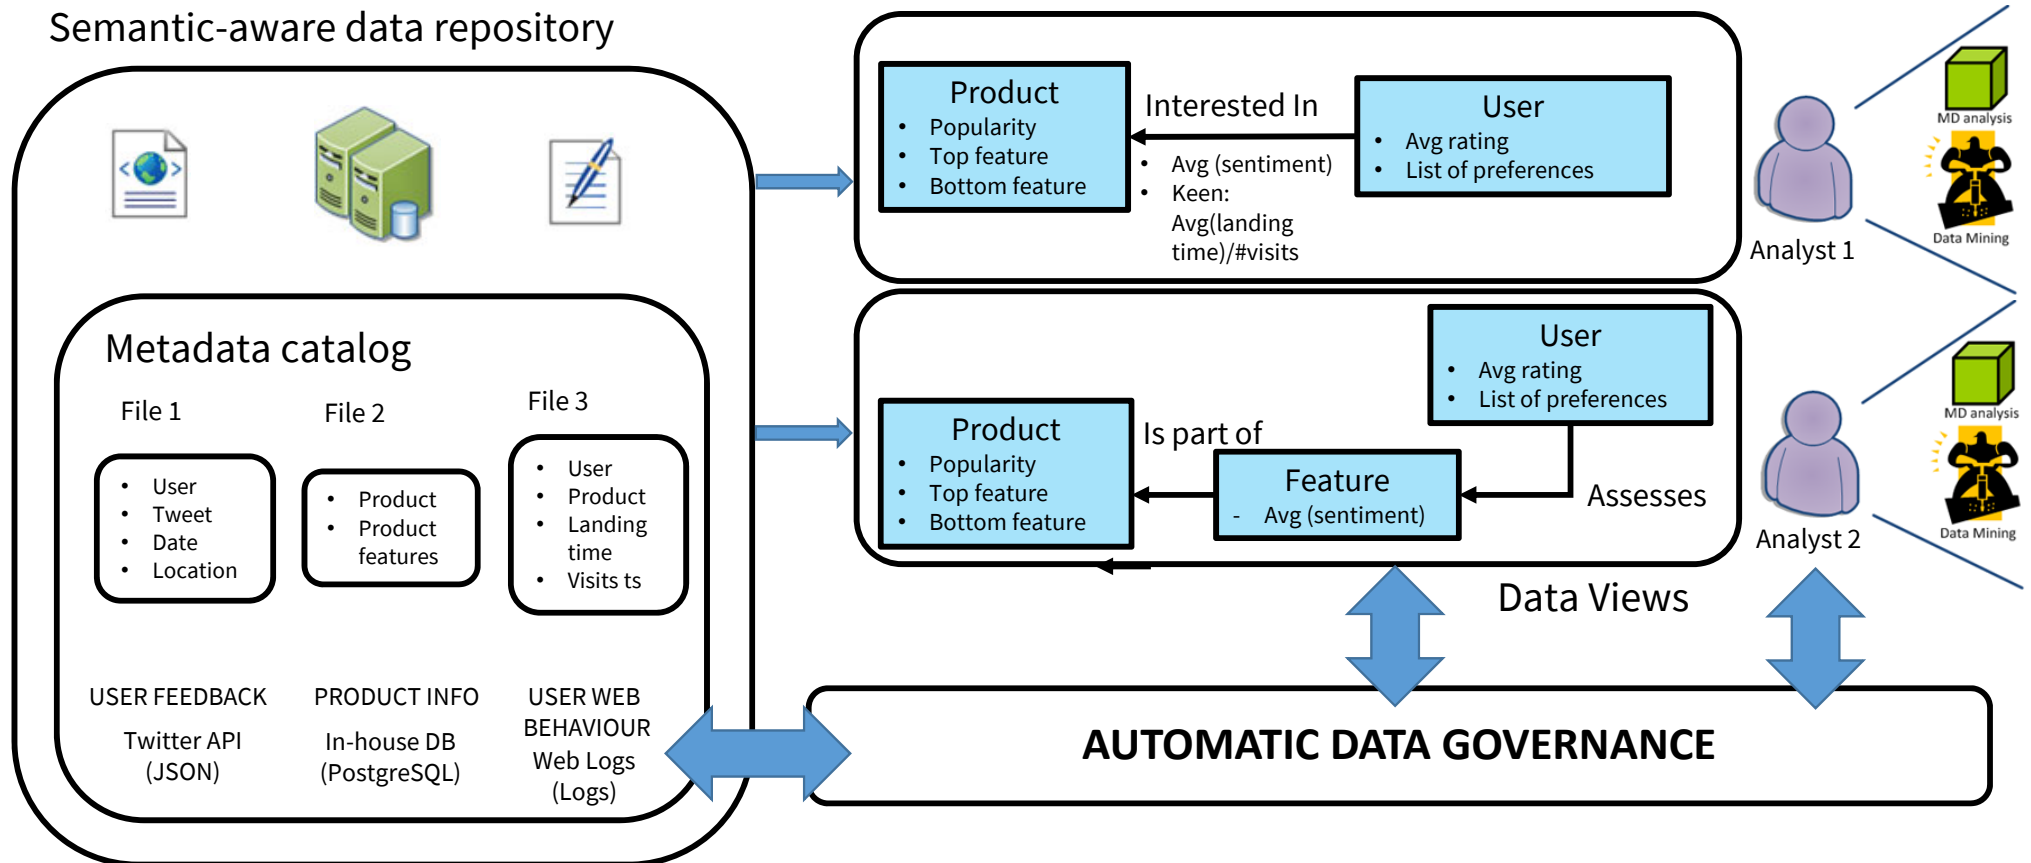 Semantic-aware data repository
Metadata catalog
File 1
• User
• Tweet
• Date
• Location
USER FEEDBACK
Twitter API
(JSON)
File 2
• Product
• Product
features
PRODUCT INFO
In-house DB
(PostgreSQL)
File 3
• User
• Product
• Landing
time
• Visits ts
USER WEB
BEHAVIOUR
Web Logs
(Logs)
Product
• Popularity
• Top feature
• Bottom feature
Interested In
• Avg (sentiment)
• Keen:
Avg(landing
time)/#visits
User
• Avg rating
• List of preferences
Analyst 1
MD analysis
Data Mining
Product
• Popularity
• Top feature
• Bottom feature
Is part of
Feature
- Avg (sentiment)
User
• Avg rating
• List of preferences
Assesses
Analyst 2
MD analysis
Data Mining
Data Views
AUTOMATIC DATA GOVERNANCE